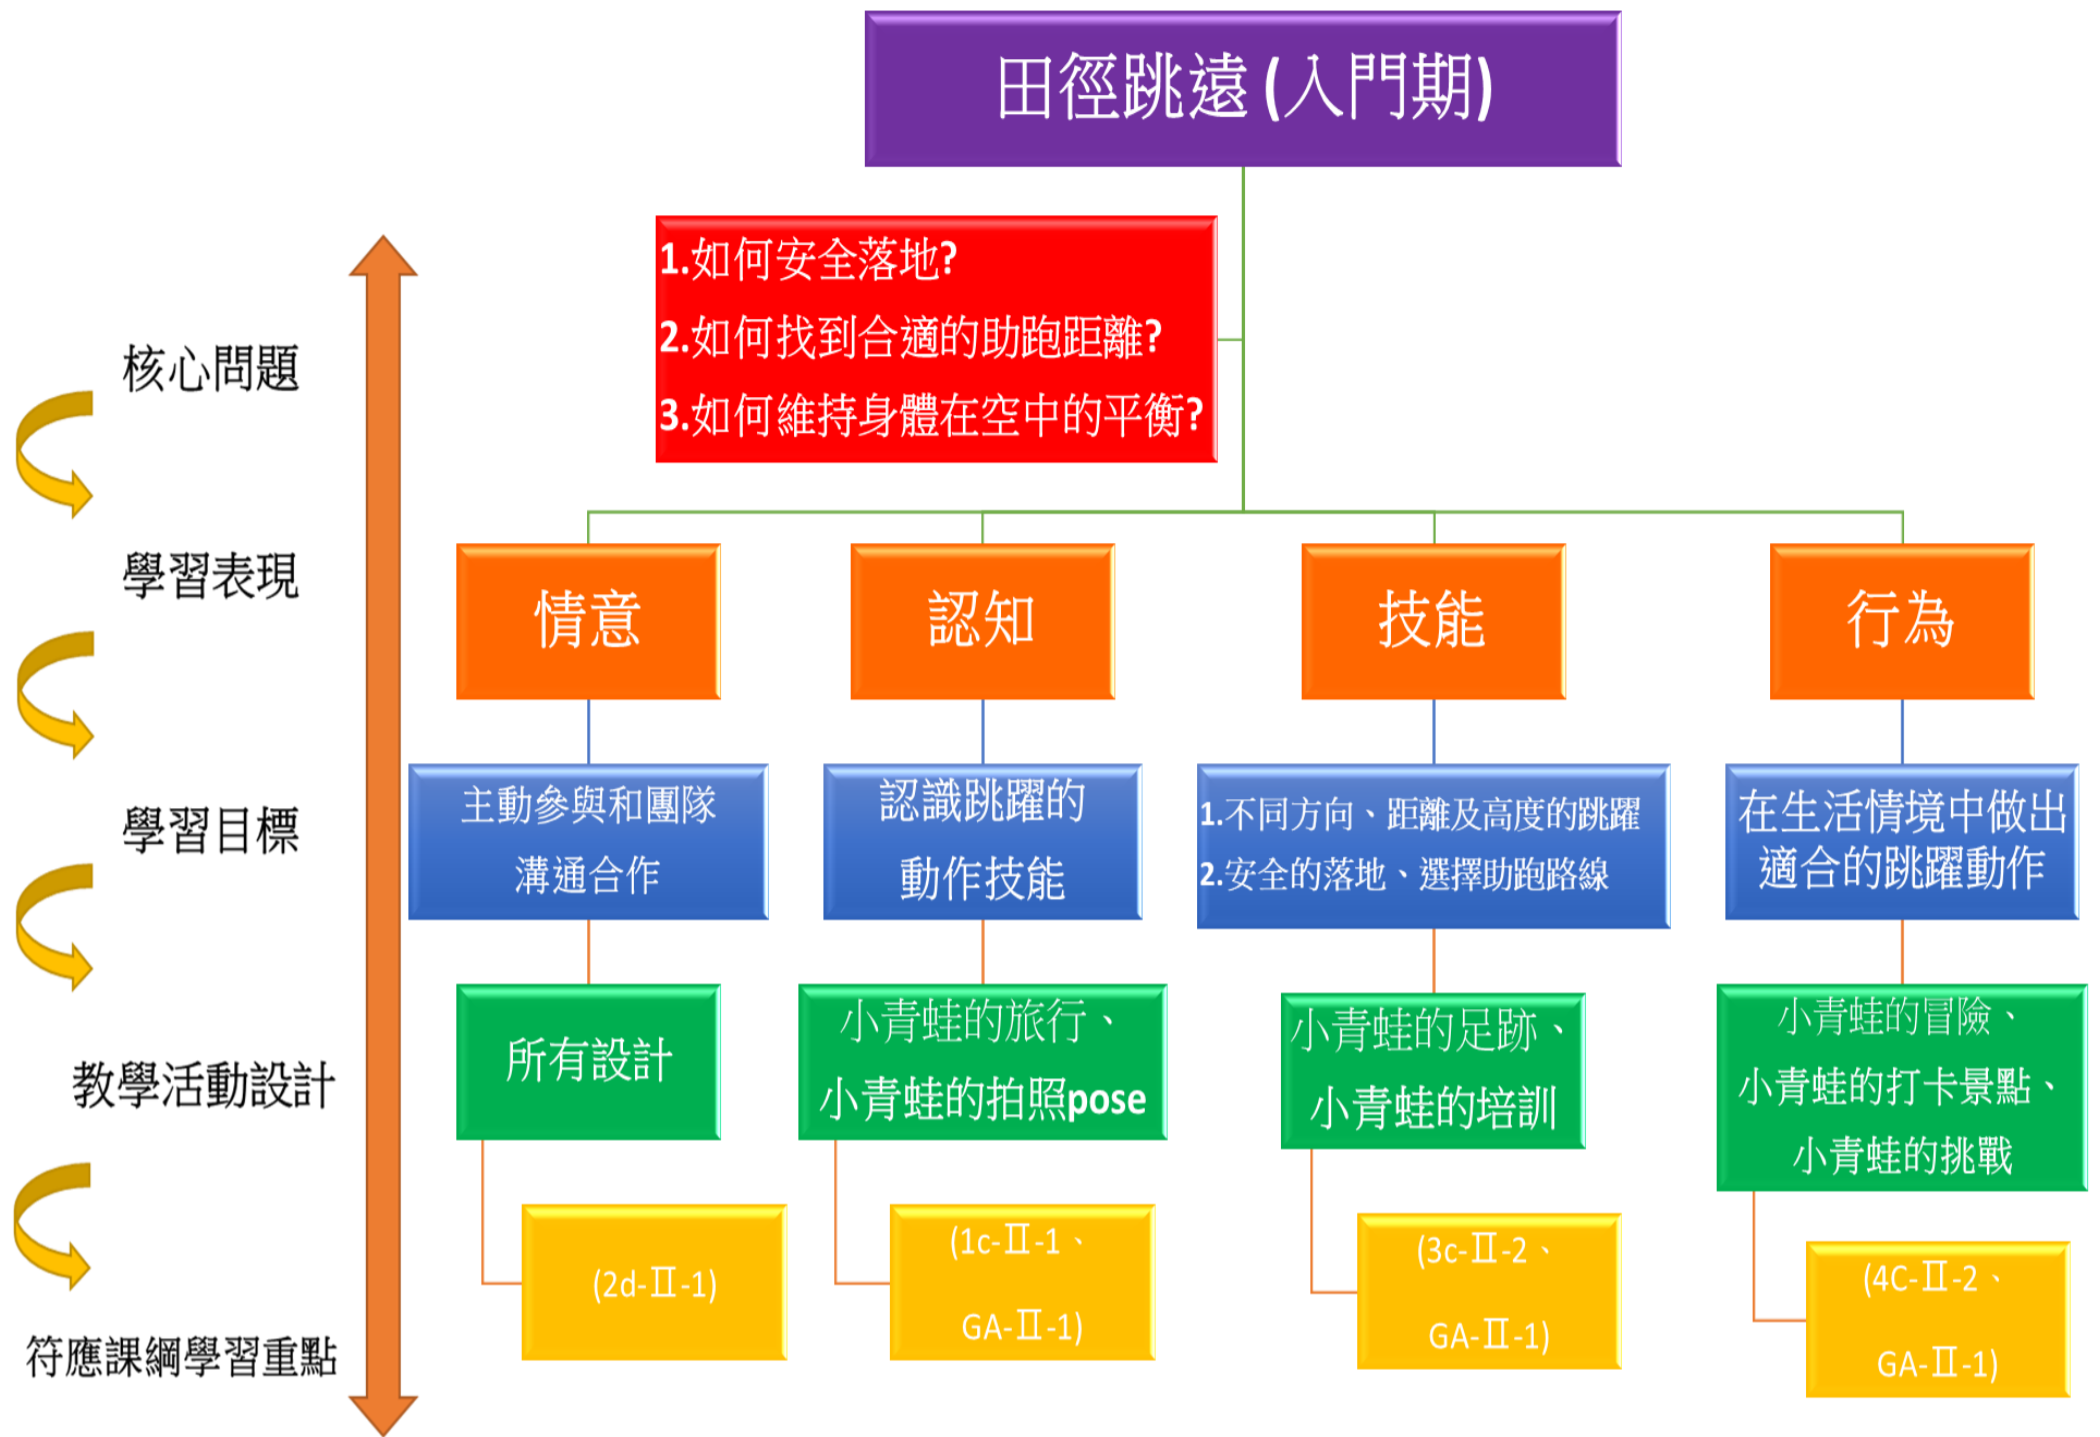 田徑跳遠 (入門期)
1.如何安全落地?
2.如何找到合適的助跑距離?
3.如何維持身體在空中的平衡?
核心問題
學習表現
情意
認知
技能
行為
學習目標
主動參與和團隊
溝通合作
認識跳躍的
動作技能
1.不同方向、距離及高度的跳躍
2.安全的落地、選擇助跑路線
在生活情境中做出
適合的跳躍動作
教學活動設計
所有設計
小青蛙的旅行、
小青蛙的拍照pose
小青蛙的足跡、
小青蛙的培訓
小青蛙的冒險、
小青蛙的打卡景點、
小青蛙的挑戰
符應課綱學習重點
(2d-Ⅱ-1)
(1c-Ⅱ-1、
GA-Ⅱ-1)
(3c-Ⅱ-2、
GA-Ⅱ-1)
(4C-Ⅱ-2、
GA-Ⅱ-1)